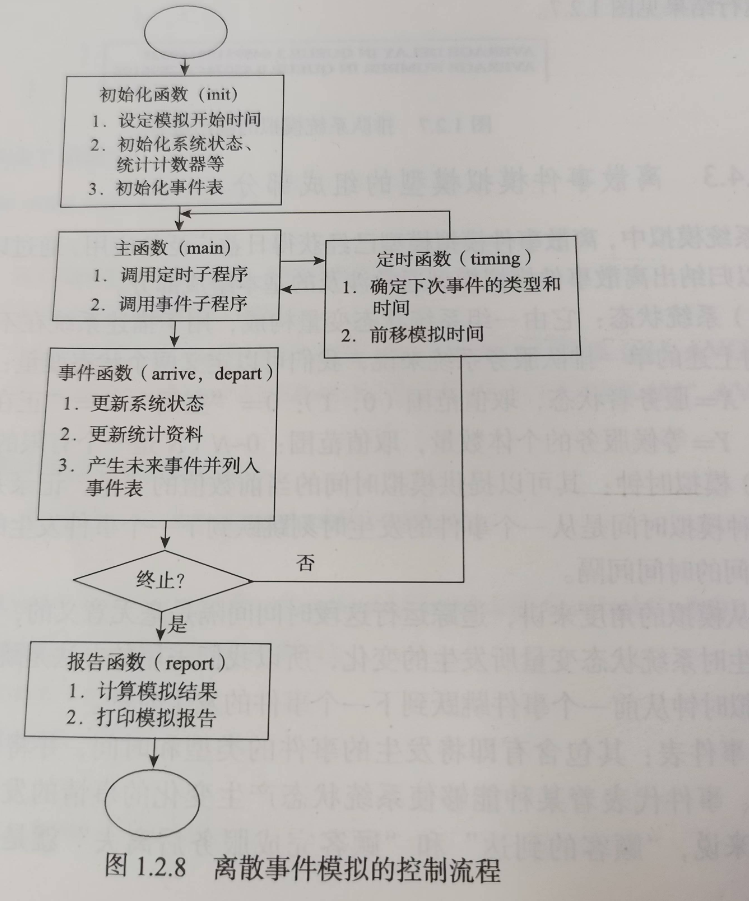 初始化函数（init）
1. 设定模拟开始时间
2. 初始化系统状态、
统计计数器等
3. 初始化事件表
主函数（main）
1. 调用定时子程序
2. 调用事件子程序
定时函数（timing）
1. 确定下次事件的类型和
时间
2. 前移模拟时间
事件函数（arrive，depart）
1. 更新系统状态
2. 更新统计资料
3. 产生未来事件并列入
事件表
终止？
否
是
报告函数（report）
1. 计算模拟结果
2. 打印模拟报告
图 1.2.8 离散事件模拟的控制流程